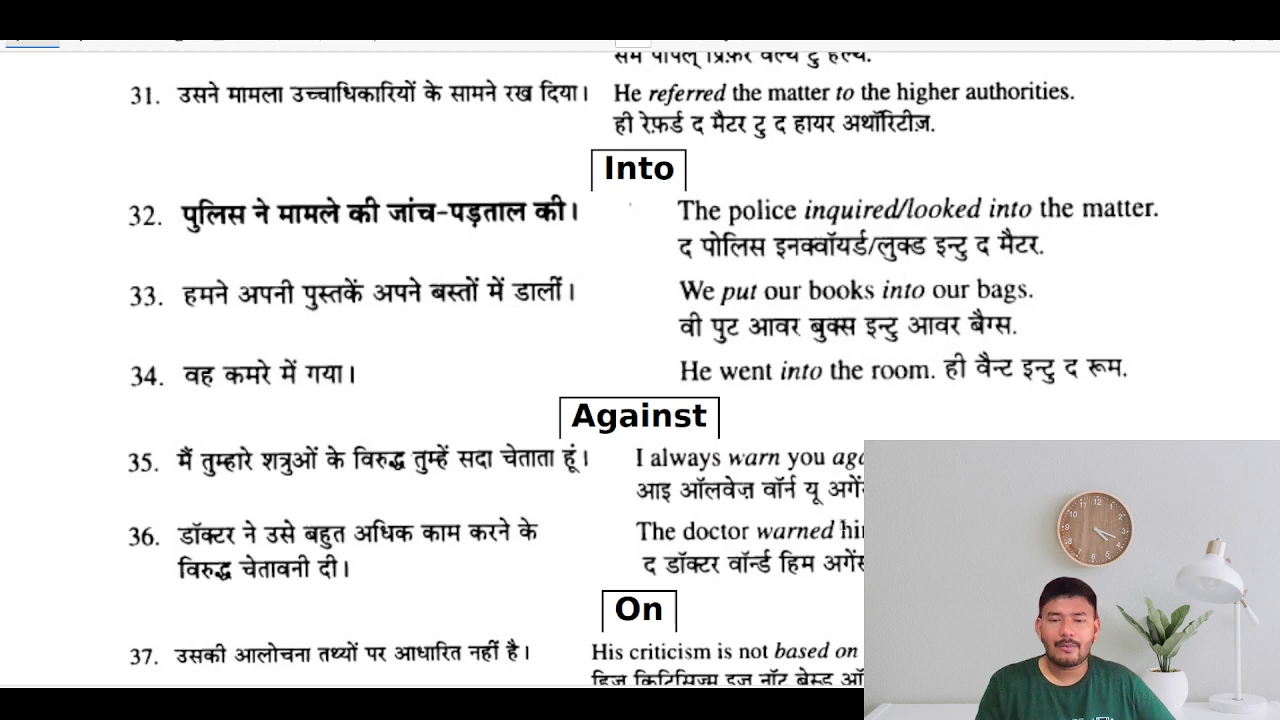 सम पीपल् प्रिफ़र वेल्थ टु हेल्थ.
31. उसने मामला उच्चाधिकारियों के सामने रख दिया। He referred the matter to the higher authorities.
ही रेफ़र्ड द मैटर टु द हायर अथॉरिटीज़.
Into
32. पुलिस ने मामले की जांच-पड़ताल की। The police inquired/looked into the matter.
द पोलिस इनक्वॉयर्ड/लुक्ड इन्टु द मैटर.
33. हमने अपनी पुस्तकें अपने बस्तों में डालीं। We put our books into our bags.
वी पुट आवर बुक्स इन्टु आवर बैग्स.
34. वह कमरे में गया। He went into the room. ही वैन्ट इन्टु द रूम.
Against
35. मैं तुम्हारे शत्रुओं के विरुद्ध तुम्हें सदा चेताता हूं। I always warn you
आइ ऑलवेज़ वॉर्न यू
36. डॉक्टर ने उसे बहुत अधिक काम करने के The doctor warned
विरुद्ध चेतावनी दी। द डॉक्टर वॉर्न्ड हिम
On
37. उसकी आलोचना तथ्यों पर आधारित नहीं है। His criticism is not based on
हिज़ क्रिटिसिज़्म इज़ नॉट बेस्ड